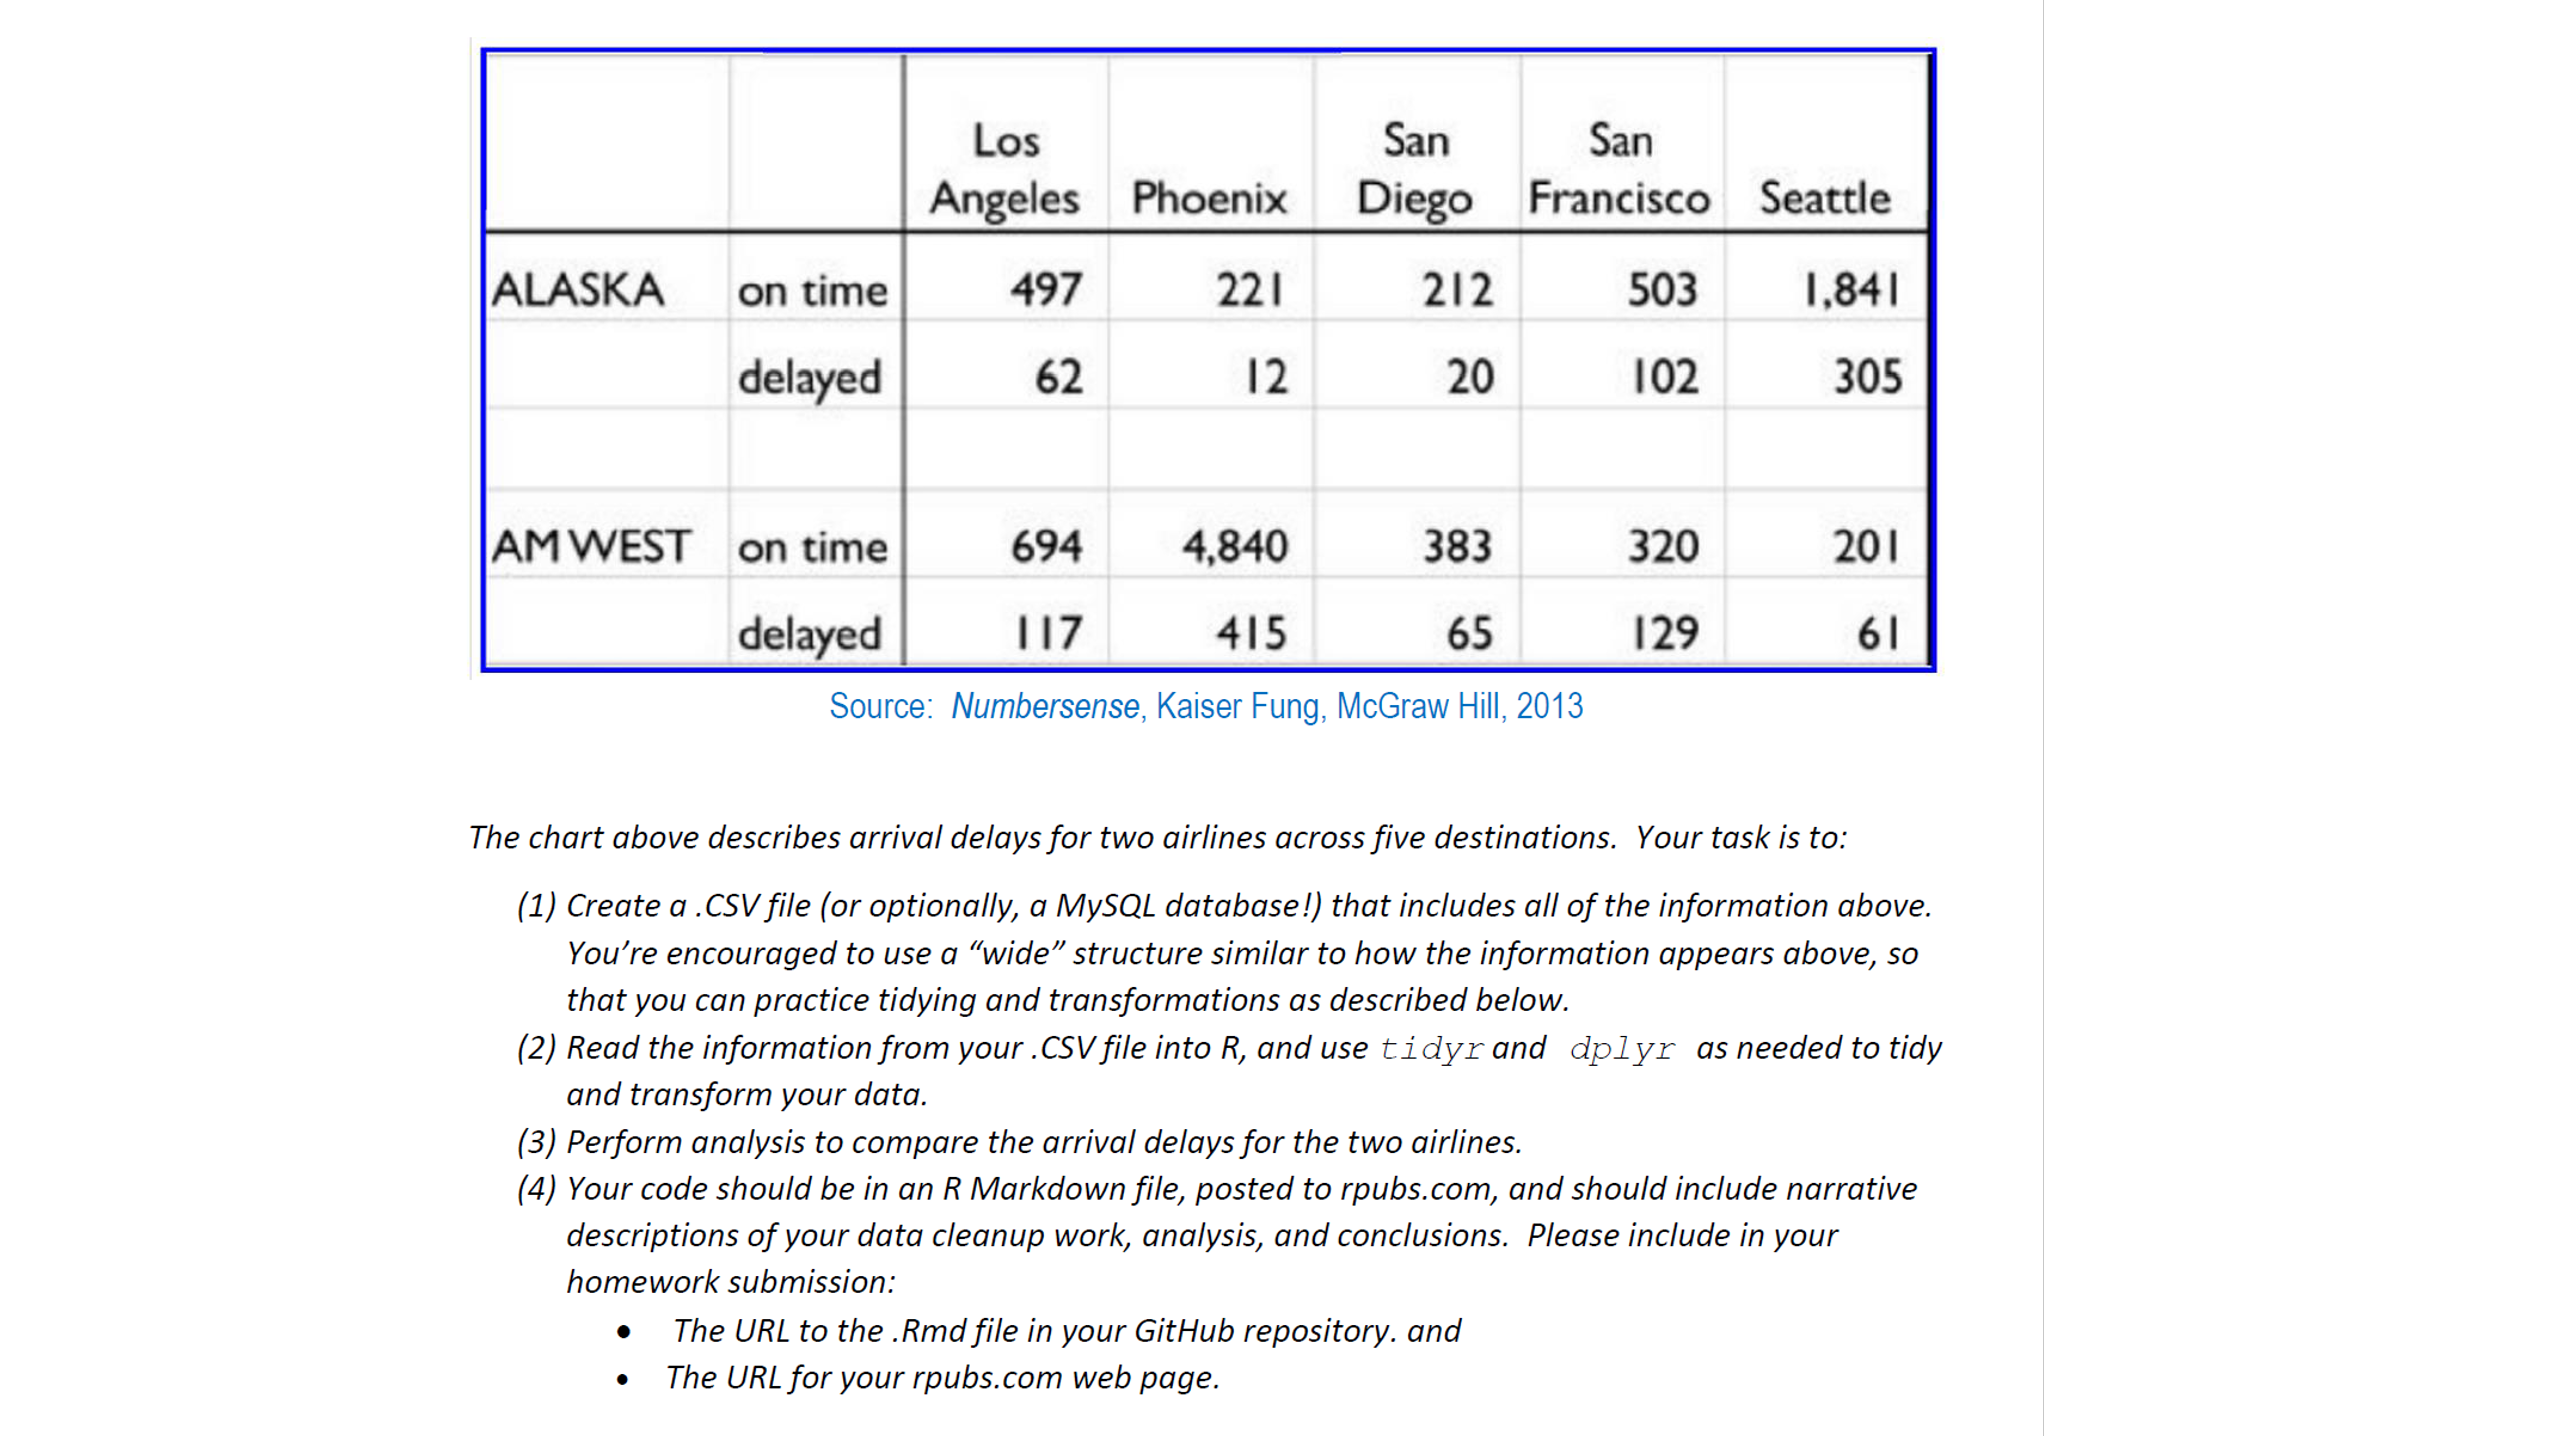 Los San San
Angeles Phoenix Diego Francisco Seattle
ALASKA on time 497 221 212 503 1,841
delayed 62 12 20 102 305
AM WEST on time 694 4,840 383 320 201
delayed 117 415 65 129 61
Source: Numbersense, Kaiser Fung, McGraw Hill, 2013
The chart above describes arrival delays for two airlines across five destinations. Your task is to:
(1) Create a .CSV file (or optionally, a MySQL database!) that includes all of the information above.
You’re encouraged to use a “wide” structure similar to how the information appears above, so
that you can practice tidying and transformations as described below.
(2) Read the information from your .CSV file into R, and use tidyr and dplyr as needed to tidy
and transform your data.
(3) Perform analysis to compare the arrival delays for the two airlines.
(4) Your code should be in an R Markdown file, posted to rpubs.com, and should include narrative
descriptions of your data cleanup work, analysis, and conclusions. Please include in your
homework submission:
• The URL to the .Rmd file in your GitHub repository. and
• The URL for your rpubs.com web page.